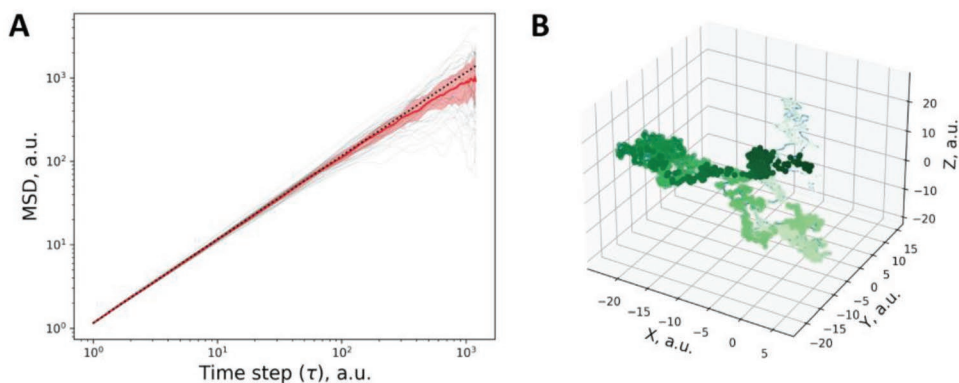 A
B
MSD, a.u.
10³
10²
10¹
10⁰
10⁰ 10¹ 10² 10³
Time step (τ), a.u.
20
10
0
−10
−20
Z, a.u.
−20 −15 −10 −5 0 5
X, a.u.
15
10
5
0
−5
−10
−15
−20
Y, a.u.